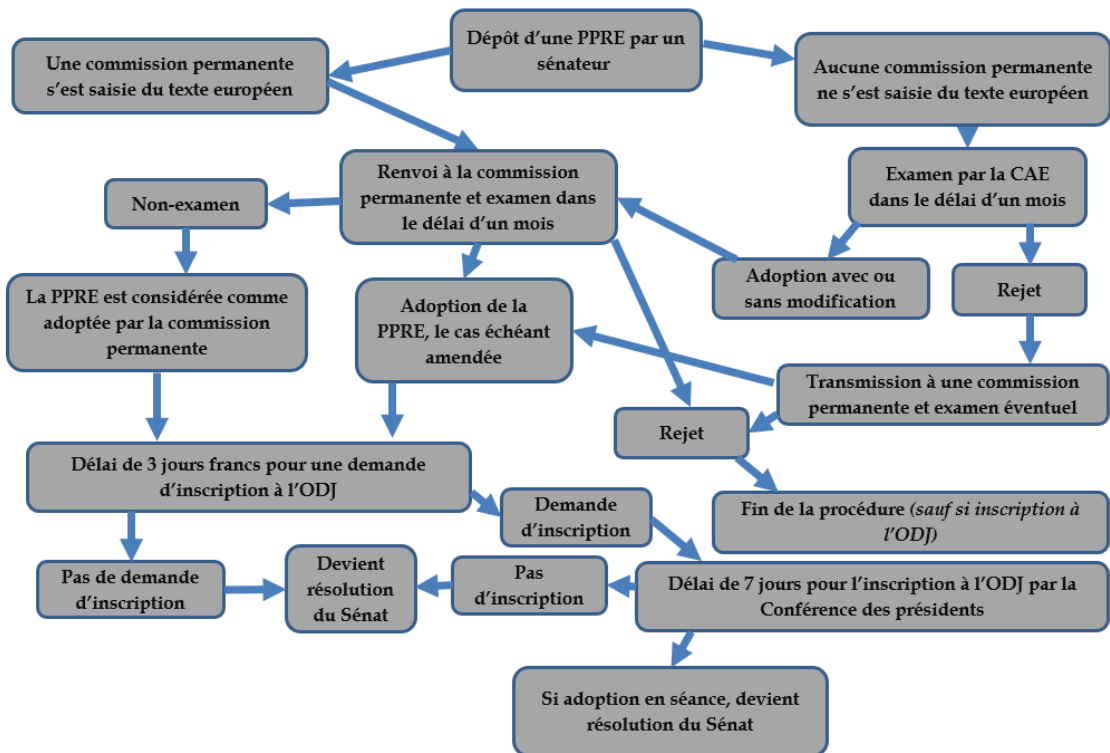 Dépôt d'une PPRE par un
sénateur
Une commission permanente
s'est saisie du texte européen
Aucune commission permanente
ne s'est saisie du texte européen
Renvoi à la commission
permanente et examen dans
le délai d'un mois
Examen par la CAE
dans le délai d'un mois
Non-examen
Adoption avec ou
sans modification
Rejet
La PPRE est considérée comme
adoptée par la commission
permanente
Adoption de la
PPRE, le cas échéant
amendée
Transmission à une commission
permanente et examen éventuel
Rejet
Délai de 3 jours francs pour une demande
d'inscription à l'ODJ
Demande
d'inscription
Fin de la procédure (sauf si inscription à
l'ODJ)
Pas de demande
d'inscription
Devient
résolution
du Sénat
Pas
d'inscription
Délai de 7 jours pour l'inscription à l'ODJ par la
Conférence des présidents
Si adoption en séance, devient
résolution du Sénat